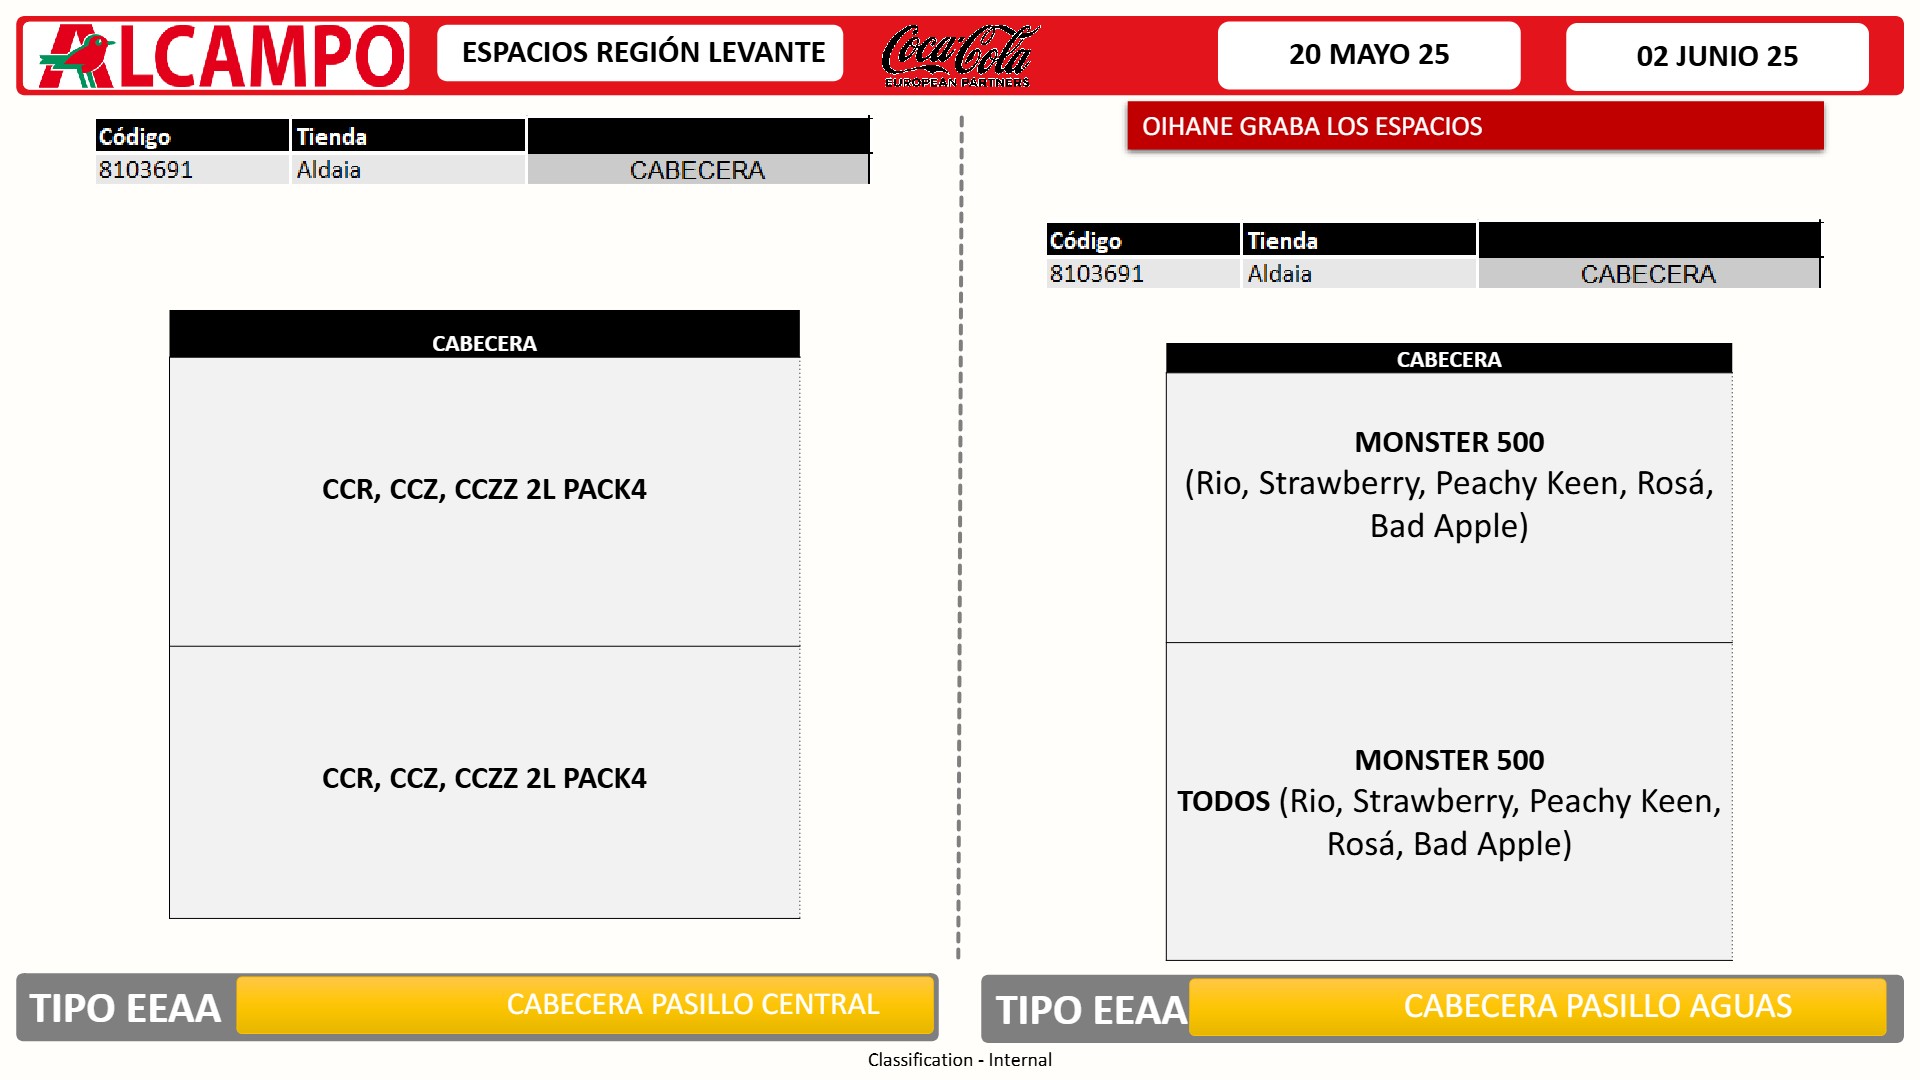 ALCAMPO
ESPACIOS REGIÓN LEVANTE
Coca-Cola
EUROPEAN PARTNERS
20 MAYO 25
02 JUNIO 25
Código Tienda
8103691 Aldaia CABECERA
CABECERA
CCR, CCZ, CCZZ 2L PACK4
CCR, CCZ, CCZZ 2L PACK4
TIPO EEAA CABECERA PASILLO CENTRAL
OIHANE GRABA LOS ESPACIOS
Código Tienda
8103691 Aldaia CABECERA
CABECERA
MONSTER 500
(Rio, Strawberry, Peachy Keen, Rosá,
Bad Apple)
MONSTER 500
TODOS (Rio, Strawberry, Peachy Keen,
Rosá, Bad Apple)
TIPO EEAA CABECERA PASILLO AGUAS
Classification - Internal